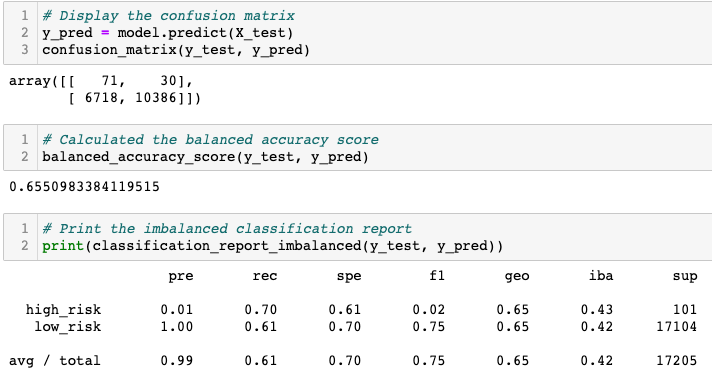 1 # Display the confusion matrix
2 y_pred = model.predict(X_test)
3 confusion_matrix(y_test, y_pred)
array([[   71,    30],
       [ 6718, 10386]])
1 # Calculated the balanced accuracy score
2 balanced_accuracy_score(y_test, y_pred)
0.6550983384119515
1 # Print the imbalanced classification report
2 print(classification_report_imbalanced(y_test, y_pred))
pre rec spe f1 geo iba sup
high_risk 0.01 0.70 0.61 0.02 0.65 0.43 101
low_risk 1.00 0.61 0.70 0.75 0.65 0.42 17104
avg / total 0.99 0.61 0.70 0.75 0.65 0.42 17205